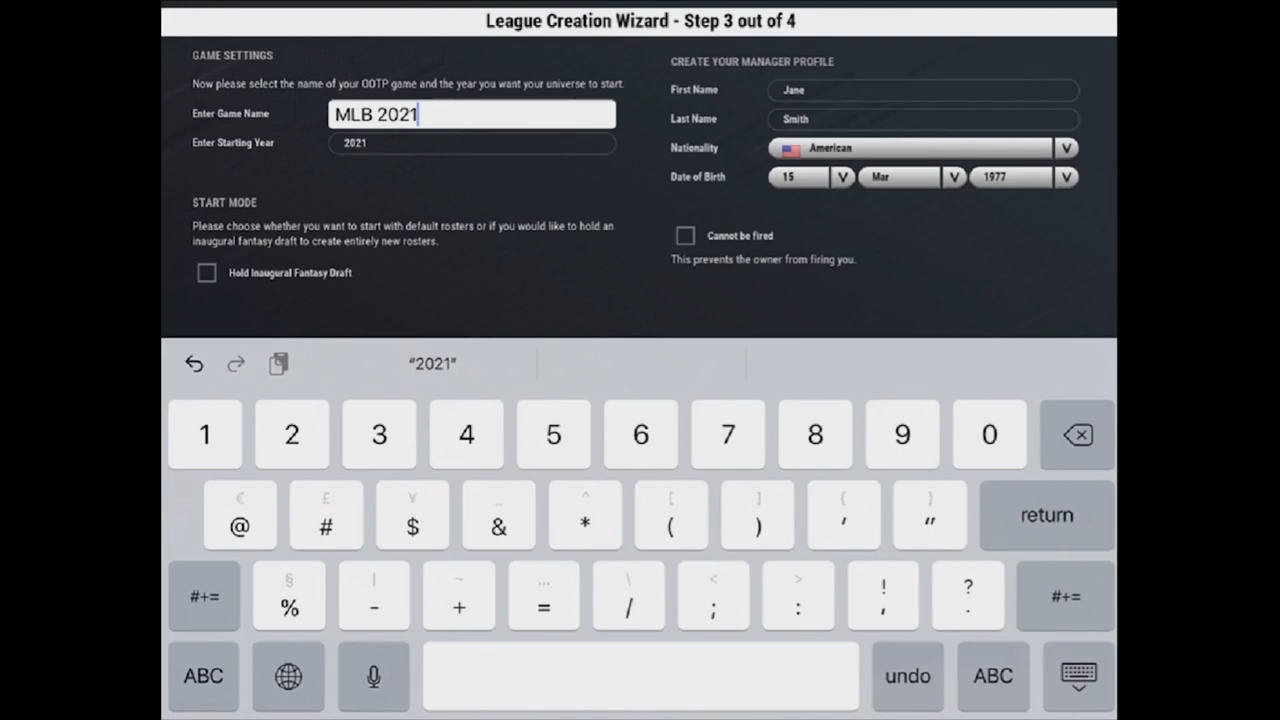 League Creation Wizard - Step 3 out of 4
GAME SETTINGS
Now please select the name of your OOTP game and the year you want your universe to start.
Enter Game Name
MLB 2021
Enter Starting Year
2021
START MODE
Please choose whether you want to start with default rosters or if you would like to hold an
inaugural fantasy draft to create entirely new rosters.
Hold Inaugural Fantasy Draft
CREATE YOUR MANAGER PROFILE
First Name
Jane
Last Name
Smith
Nationality
American V
Date of Birth
15 V Mar V 1977 V
Cannot be fired
This prevents the owner from firing you.
“2021”
1 2 3 4 5 6 7 8 9 0
€ £ ¥ _ ^ [ ] { }
@ # $ & * ( ) ' " return
§ | ~ … \ < > ! ?
#+= % - + = / ; : , . #+=
ABC undo ABC